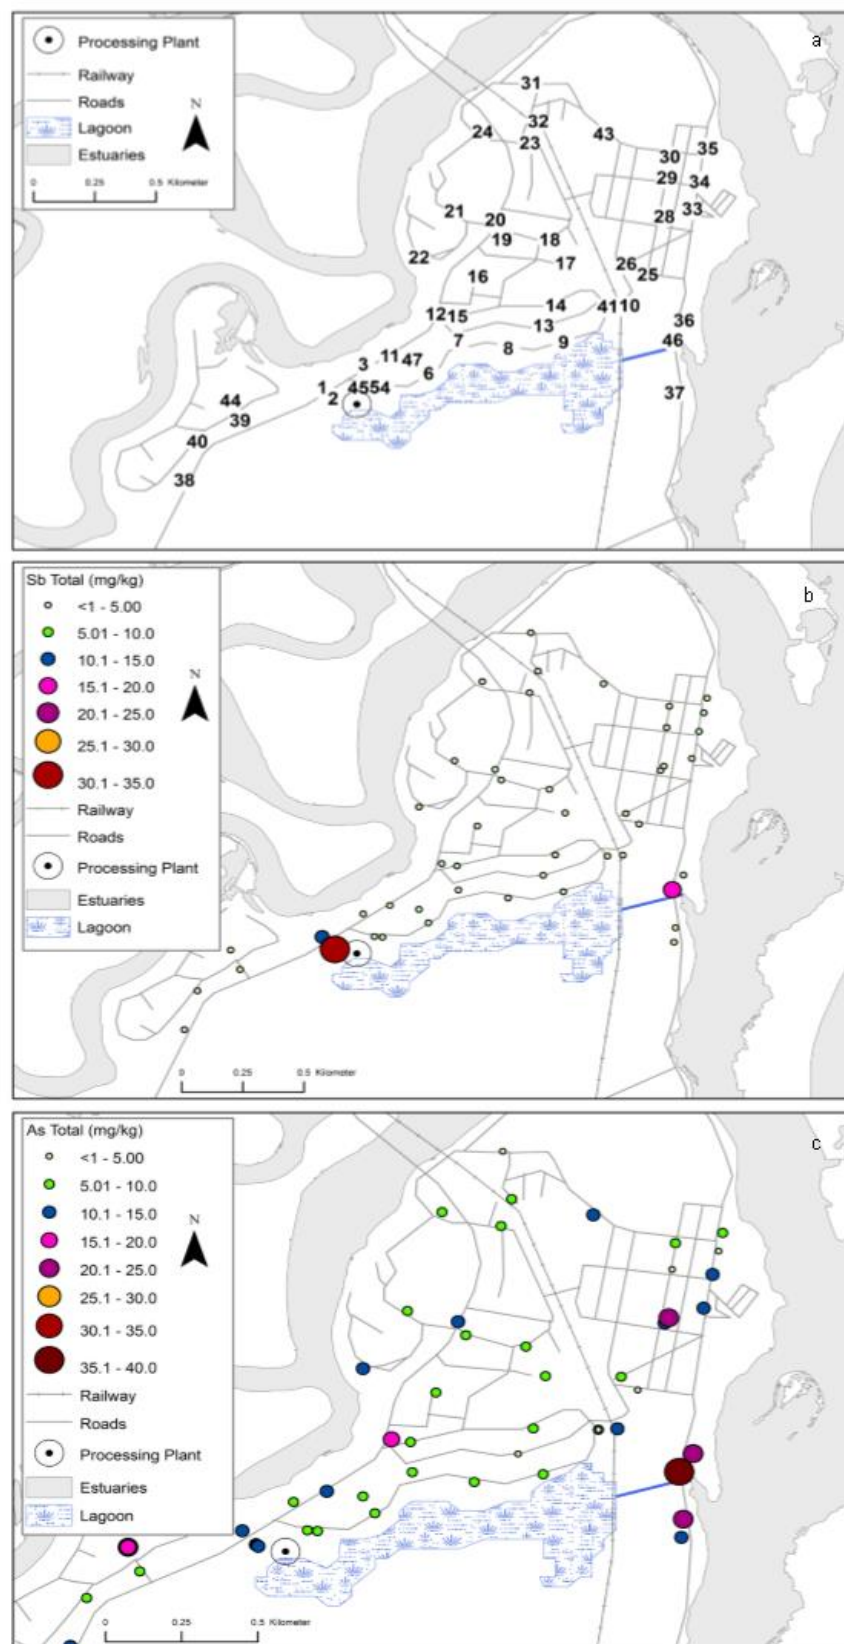 a
Processing Plant
Railway
Roads
Lagoon
Estuaries
N
0 0.25 0.5 Kilometer
31
32
24
23
43
35
30
29
34
21
20
28
33
19
18
22
17
26
25
16
14
41 10
12 15
36
13
7
46
8
9
11 47
3
6
1
45 54
37
2
44
39
40
38
b
Sb Total (mg/kg)
<1 - 5.00
5.01 - 10.0
10.1 - 15.0
15.1 - 20.0
20.1 - 25.0
25.1 - 30.0
30.1 - 35.0
Railway
Roads
Processing Plant
Estuaries
Lagoon
N
0 0.25 0.5 Kilometer
c
As Total (mg/kg)
<1 - 5.00
5.01 - 10.0
10.1 - 15.0
15.1 - 20.0
20.1 - 25.0
25.1 - 30.0
30.1 - 35.0
35.1 - 40.0
Railway
Roads
Processing Plant
Estuaries
Lagoon
N
0 0.25 0.5 Kilometer